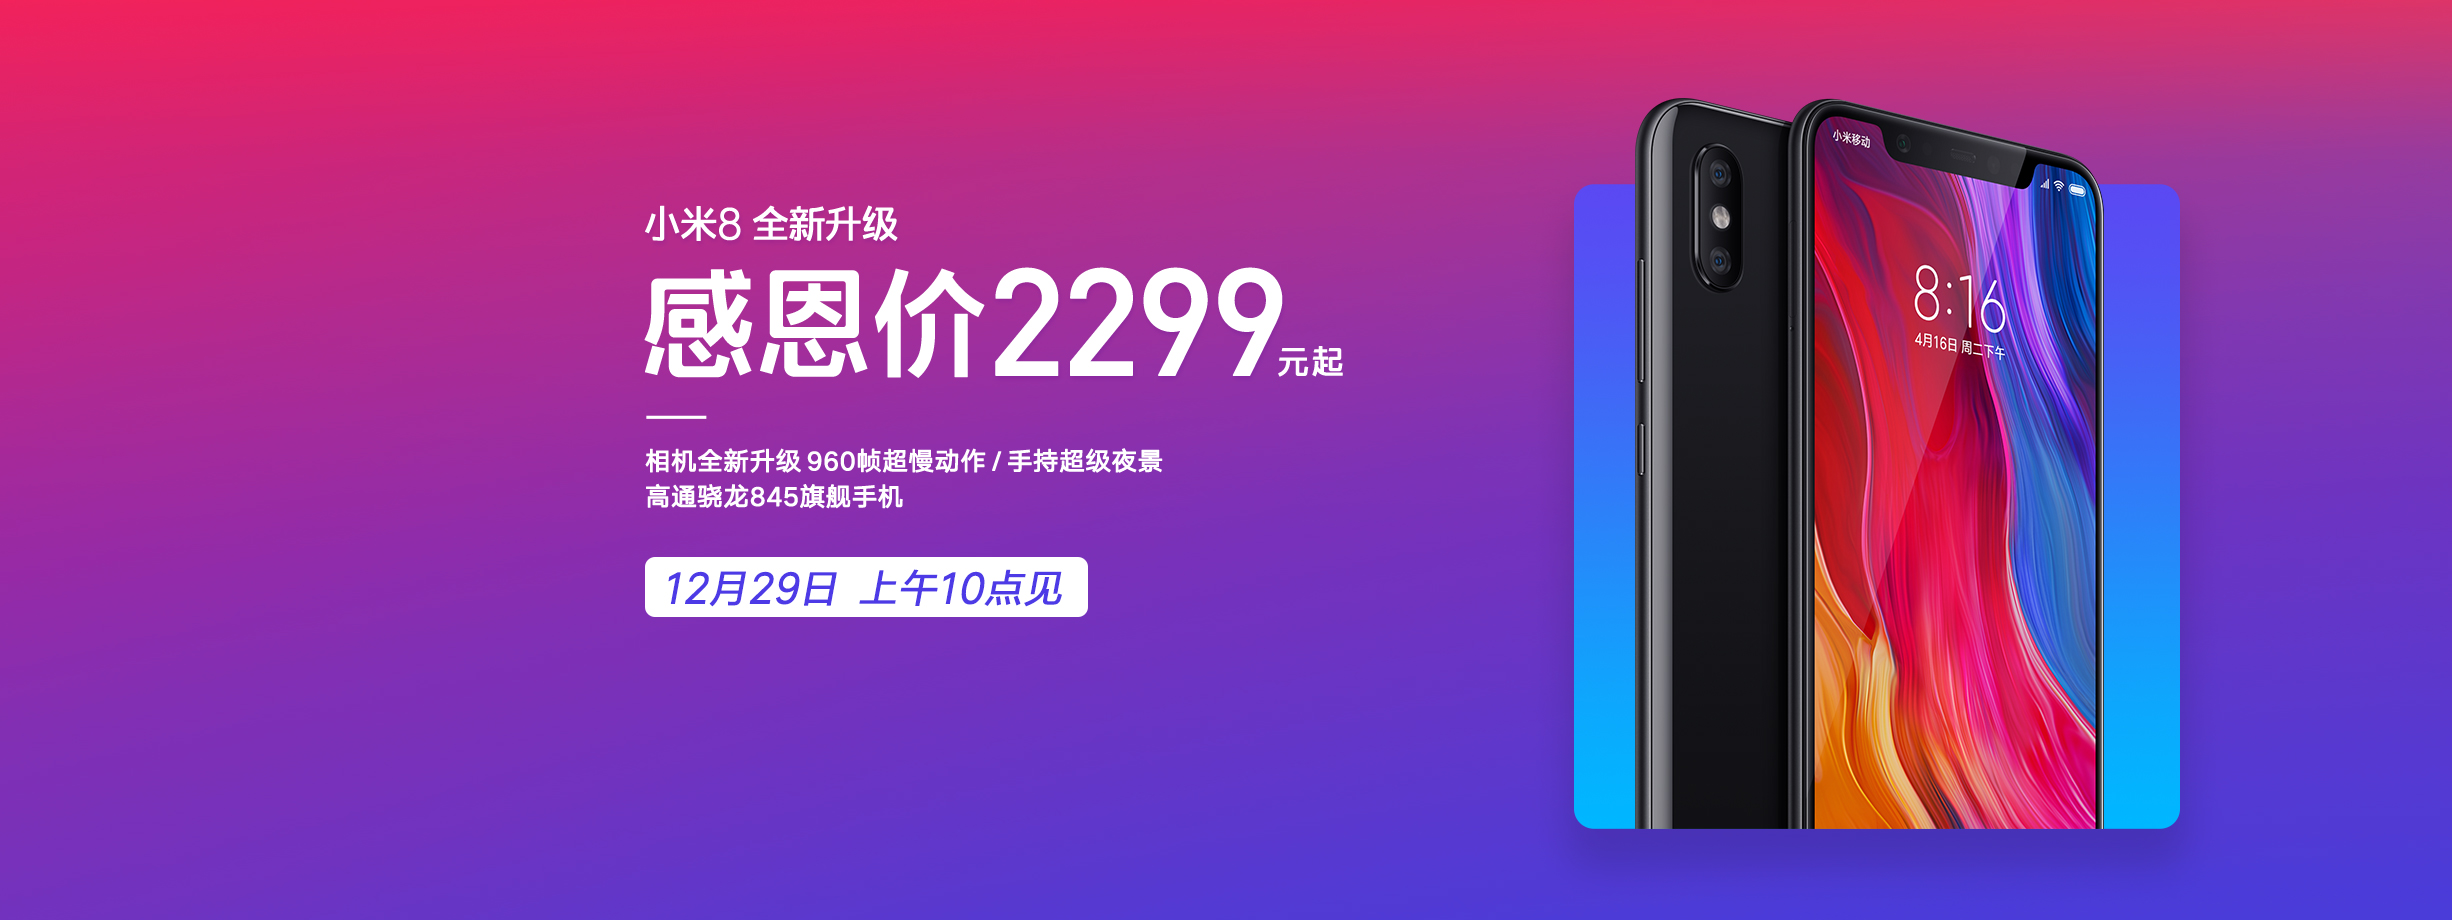 小米8 全新升级
感恩价2299元起
相机全新升级 960帧超慢动作 / 手持超级夜景
高通骁龙845旗舰手机
12月29日 上午10点见
小米移动
8:16
4月16日 周二下午